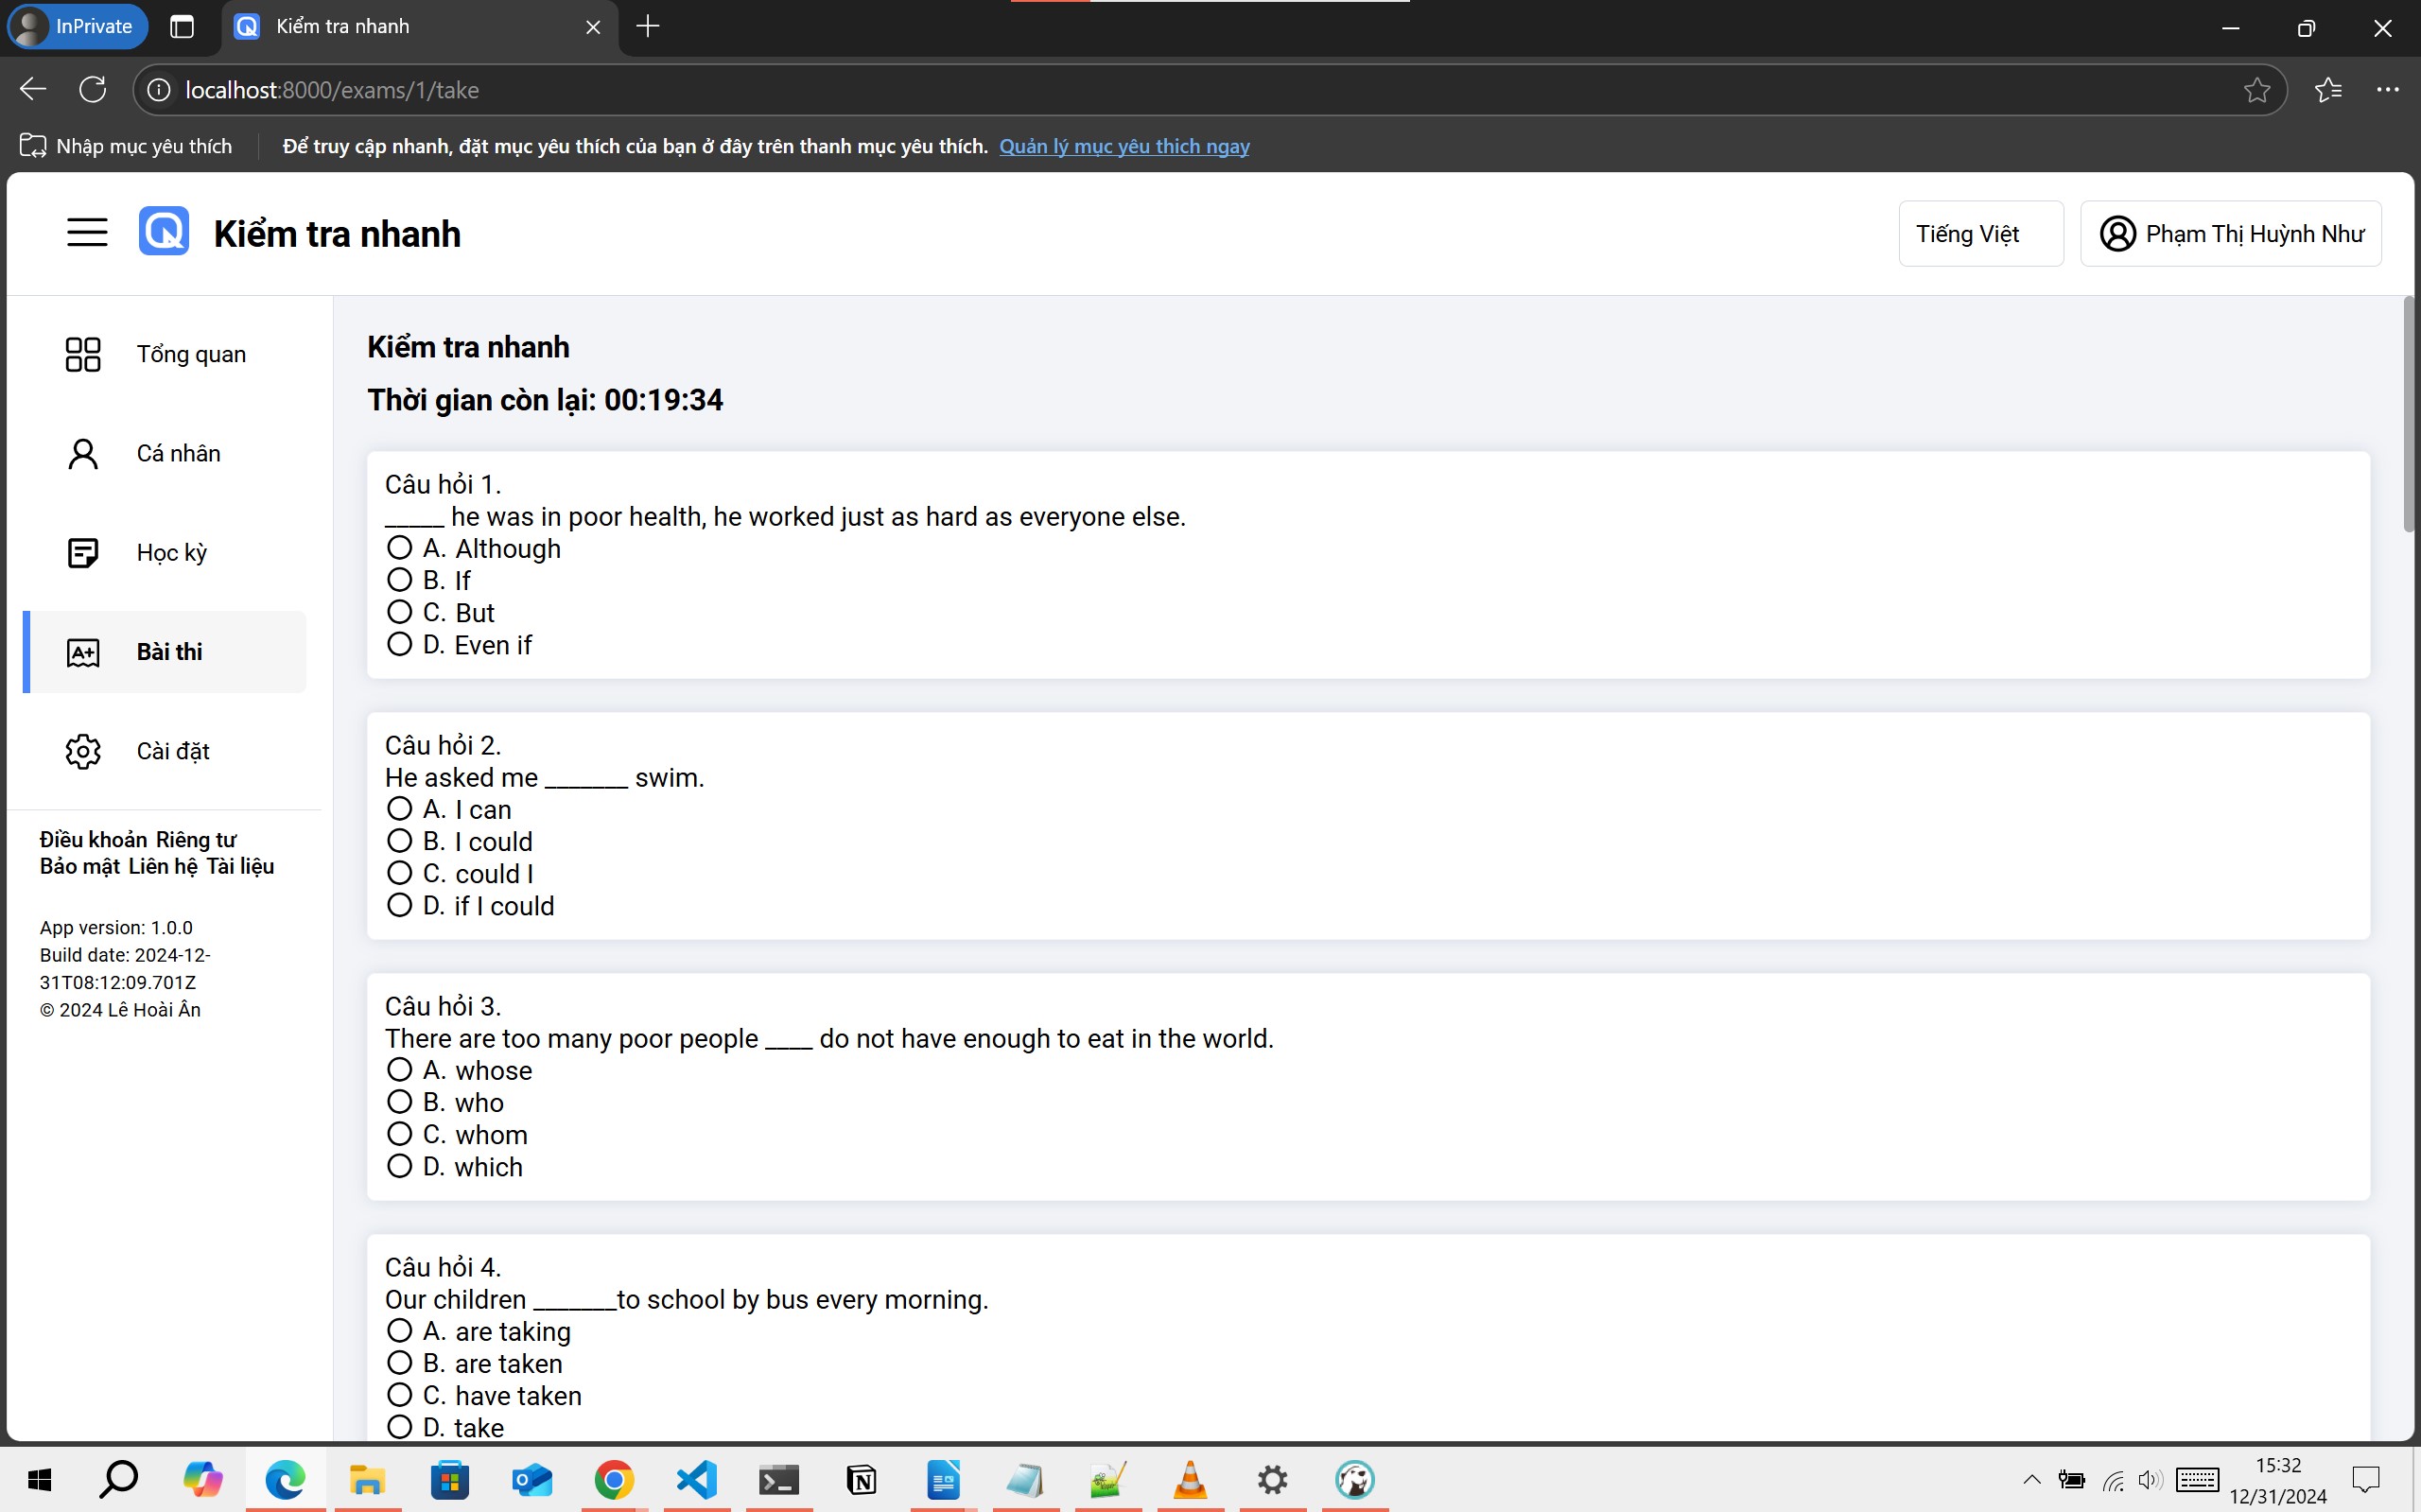 InPrivate
Kiểm tra nhanh
localhost:8000/exams/1/take
Nhập mục yêu thích
Để truy cập nhanh, đặt mục yêu thích của bạn ở đây trên thanh mục yêu thích. Quản lý mục yêu thích ngay
Kiểm tra nhanh
Tiếng Việt
Phạm Thị Huỳnh Như
Tổng quan
Cá nhân
Học kỳ
A+ Bài thi
Cài đặt
Điều khoản Riêng tư
Bảo mật Liên hệ Tài liệu
App version: 1.0.0
Build date: 2024-12-
31T08:12:09.701Z
© 2024 Lê Hoài Ân
Kiểm tra nhanh
Thời gian còn lại: 00:19:34
Câu hỏi 1.
_____ he was in poor health, he worked just as hard as everyone else.
A. Although
B. If
C. But
D. Even if
Câu hỏi 2.
He asked me _______ swim.
A. I can
B. I could
C. could I
D. if I could
Câu hỏi 3.
There are too many poor people ____ do not have enough to eat in the world.
A. whose
B. who
C. whom
D. which
Câu hỏi 4.
Our children _______to school by bus every morning.
A. are taking
B. are taken
C. have taken
D. take
15:32
12/31/2024